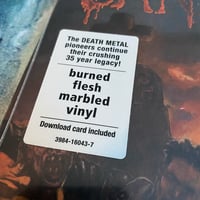 The DEATH METAL
pioneers continue
their crushing
35 year legacy!
burned
flesh
marbled
vinyl
Download card included
3984-16043-7